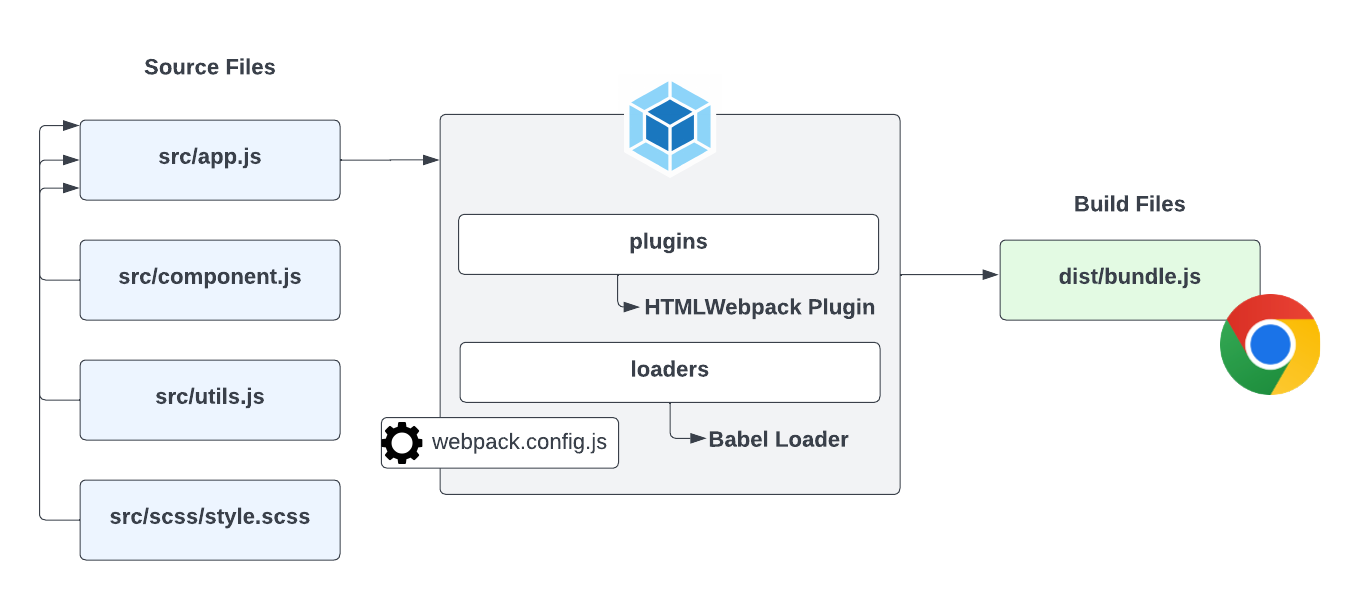 Source Files
src/app.js
src/component.js
src/utils.js
src/scss/style.scss
plugins
HTMLWebpack Plugin
loaders
Babel Loader
webpack.config.js
Build Files
dist/bundle.js